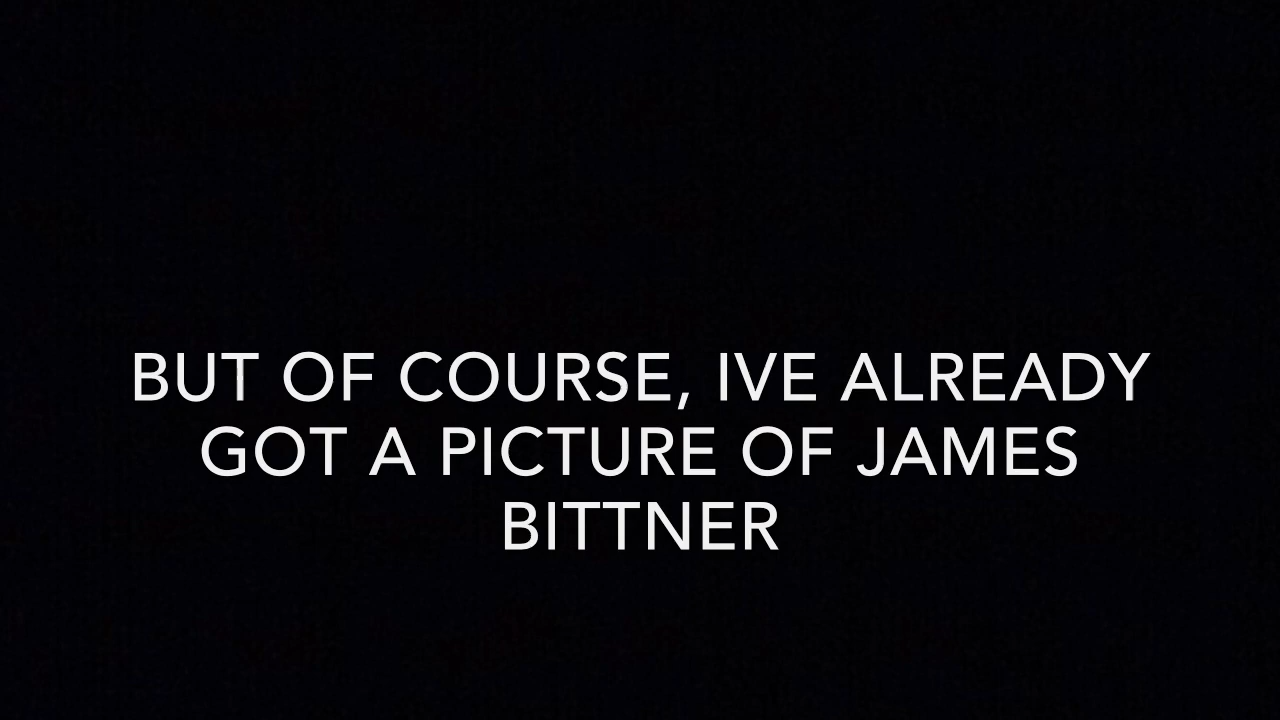 BUT OF COURSE, IVE ALREADY
GOT A PICTURE OF JAMES
BITTNER